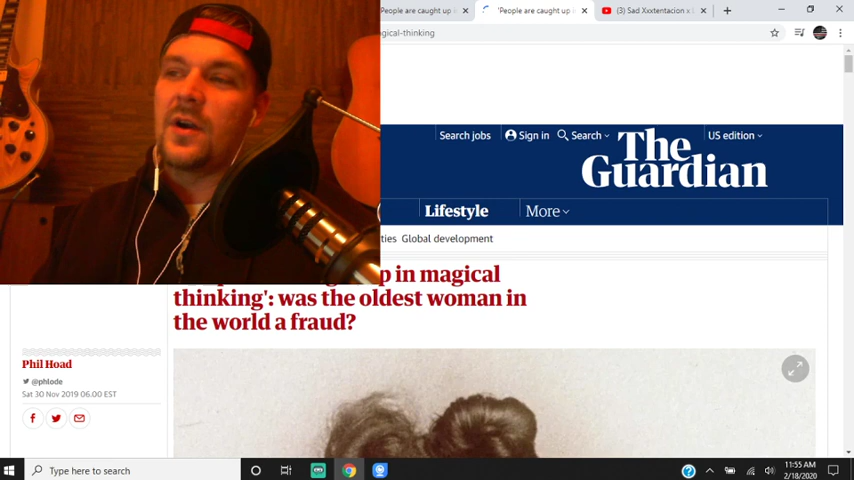 People are caught up i
'People are caught up
(3) Sad Xxxtentacion x
agical-thinking
Search jobs
Sign in
Search
US edition
The
Guardian
Lifestyle
More
ties Global development
p in magical
thinking': was the oldest woman in
the world a fraud?
Phil Hoad
@phlode
Sat 30 Nov 2019 06.00 EST
Type here to search
11:55 AM
2/18/2020